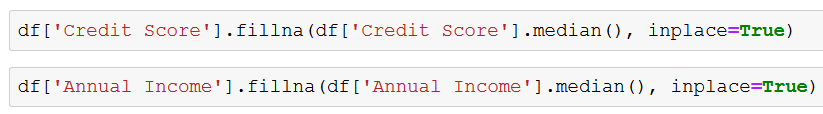 df['Credit Score'].fillna(df['Credit Score'].median(), inplace=True)
df['Annual Income'].fillna(df['Annual Income'].median(), inplace=True)